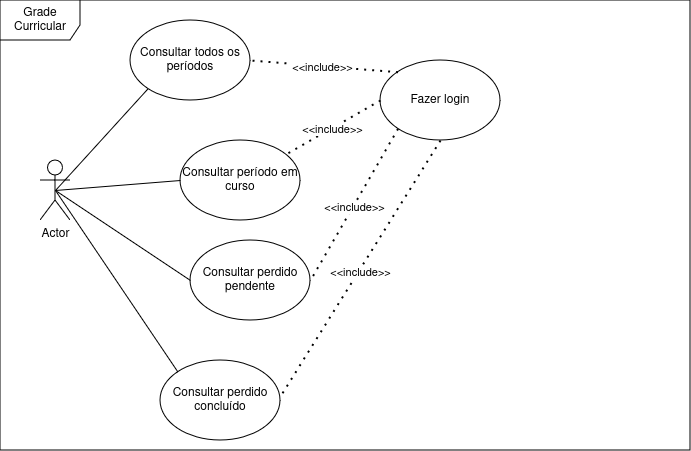 Grade
Curricular
Consultar todos os
períodos
<<include>>
Fazer login
<<include>>
Consultar período em
curso
<<include>>
Actor
Consultar perdido
pendente
<<include>>
Consultar perdido
concluído